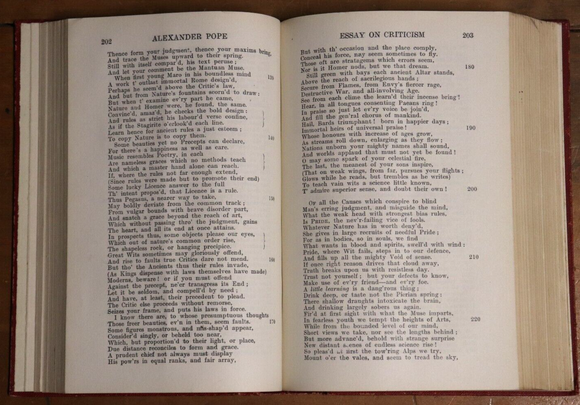 202 ALEXANDER POPE
Thence form your judgment, thence your maxims bring,
And trace the Muses upward to their spring.
Still with itself compar'd, his text peruse;
And let your comment be the Mantuan Muse.
When first young Maro in his boundless mind
A work t' outlast immortal Rome design'd,
Perhaps he seem'd above the Critic's law,
And but from Nature's fountains scorn'd to draw:
But when t' examine ev'ry part he came,
Nature and Homer were, he found, the same.
Convinc'd, amaz'd, he checks the bold design;
And rules as strict his labour'd verse confine,
As if the Stagirite o'erlook'd each line.
Learn hence for ancient rules a just esteem;
To copy Nature is to copy them.
Some beauties yet no Precepts can declare,
For there's a happiness as well as care.
Music resembles Poetry, in each
Are nameless graces which no methods teach
And which a master hand alone can reach.
If, where the rules not far enough extend,
(Since rules were made but to promote their end)
Some lucky Licence answer to the full
Th' intent propos'd, that Licence is a rule.
Thus Pegasus, a nearer way to take,
May boldly deviate from the common track;
From vulgar bounds with brave disorder part,
And snatch a grace beyond the reach of art,
Which without passing thro' the judgment, gains
The heart, and all its end at once attains.
In prospects thus, some objects please our eyes,
Which out of nature's common order rise,
The shapeless rock, or hanging precipice.
Great Wits sometimes may gloriously offend,
And rise to faults true Critics dare not mend.
But tho' the Ancients thus their rules invade,
(As Kings dispense with laws themselves have made)
Moderns, beware! or if you must offend
Against the precept, ne'er transgress its End;
Let it be seldom, and compell'd by need;
And have, at least, their precedent to plead.
The Critic else proceeds without remorse,
Seizes your fame, and puts his laws in force.
I know there are, to whose presumptuous thoughts
Those freer beauties, ev'n in them, seem faults.
Some figures monstrous, and mis-shap'd appear,
Consider'd singly, or beheld too near,
Which, but proportion'd to their light, or place,
Due distance reconciles to form and grace.
A prudent chief not always must display
His pow'rs in equal ranks, and fair array,
ESSAY ON CRITICISM 203
But with th' occasion and the place comply,
Conceal his force, nay seem sometimes to fly.
Those oft are stratagems which errors seem,
Nor is it Homer nods, but we that dream. 180
Still green with bays each ancient Altar stands,
Above the reach of sacrilegious hands;
Secure from Flames, from Envy's fiercer rage,
Destructive War, and all-involving Age.
See from each clime the learn'd their incense bring!
Hear, in all tongues consenting Pæans ring!
In praise so just let ev'ry voice be join'd,
And fill the gen'ral chorus of mankind.
Hail, Bards triumphant! born in happier days;
Immortal heirs of universal praise! 190
Whose honours with increase of ages grow,
As streams roll down, enlarging as they flow;
Nations unborn your mighty names shall sound,
And worlds applaud that must not yet be found!
O may some spark of your celestial fire,
The last, the meanest of your sons inspire,
(That on weak wings, from far, pursues your flights;
Glows while he reads, but trembles as he writes)
To teach vain wits a science little known,
T' admire superior sense, and doubt their own! 200
Of all the Causes which conspire to blind
Man's erring judgment, and misguide the mind,
What the weak head with strongest bias rules,
Is Pride, the never-failing vice of fools.
Whatever Nature has in worth deny'd,
She gives in large recruits of needful Pride;
For as in bodies, so in souls, we find
What wants in blood and spirits, swell'd with wind:
Pride, where Wit fails, steps in to our defence,
And fills up all the mighty Void of sense. 210
If once right reason drives that cloud away,
Truth breaks upon us with resistless day.
Trust not yourself; but your defects to know,
Make use of ev'ry friend—and ev'ry foe.
A little learning is a dang'rous thing;
Drink deep, or taste not the Pierian spring:
There shallow draughts intoxicate the brain,
And drinking largely sobers us again.
Fir'd at first sight with what the Muse imparts,
In fearless youth we tempt the heights of Arts, 220
While from the bounded level of our mind,
Short views we take, nor see the lengths behind;
But more advanc'd, behold with strange surprise
New distant scenes of endless science rise!
So pleas'd at first the tow'ring Alps we try,
Mount o'er the vales, and seem to tread the sky,